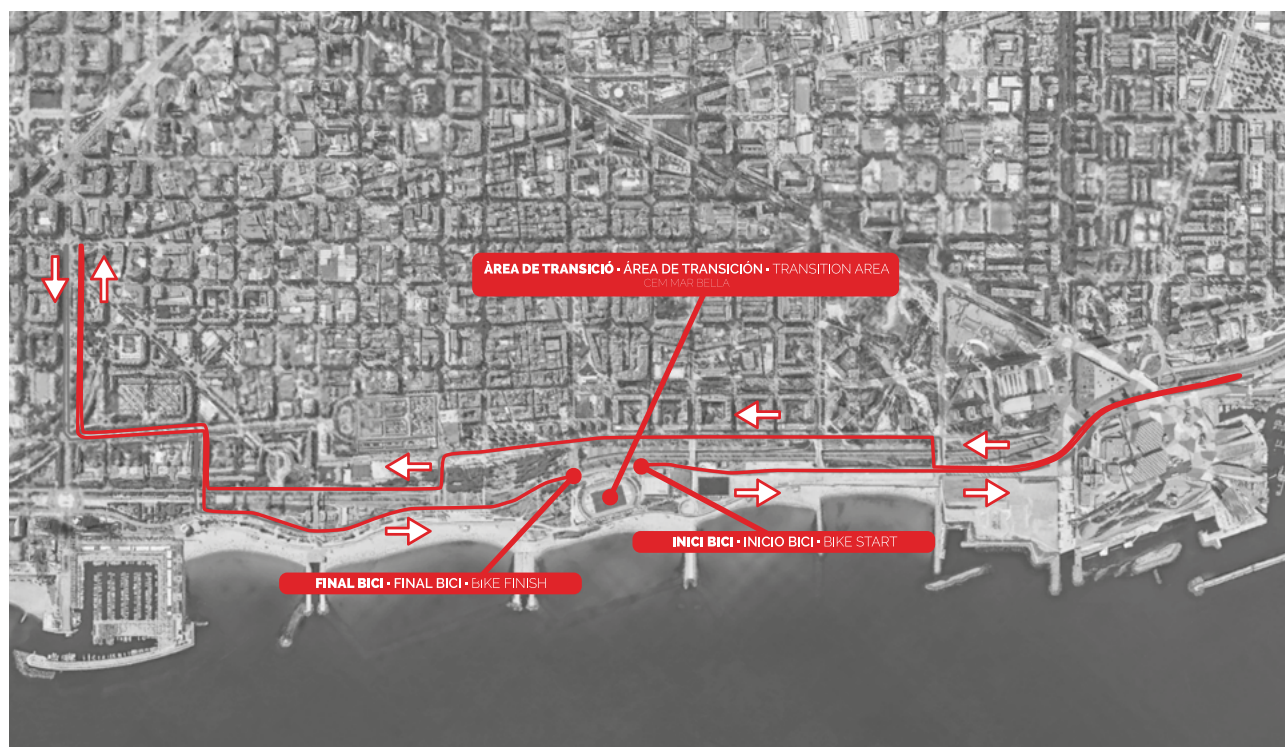 ÀREA DE TRANSICIÓ · ÁREA DE TRANSICIÓN · TRANSITION AREA
CEM MAR BELLA
INICI BICI · INICIO BICI · BIKE START
FINAL BICI · FINAL BICI · BIKE FINISH